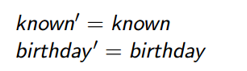 known′ = known
birthday′ = birthday